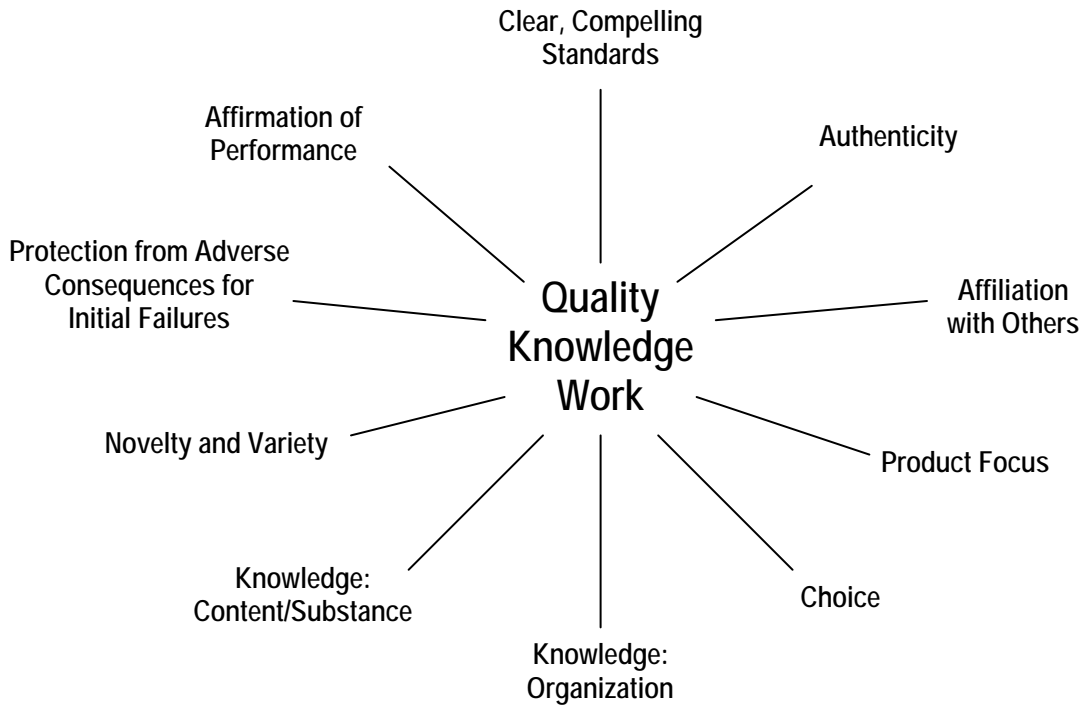 Clear, Compelling
Standards
Affirmation of
Performance
Authenticity
Protection from Adverse
Consequences for
Initial Failures
Affiliation
with Others
Quality
Knowledge
Work
Novelty and Variety
Product Focus
Knowledge:
Content/Substance
Choice
Knowledge:
Organization